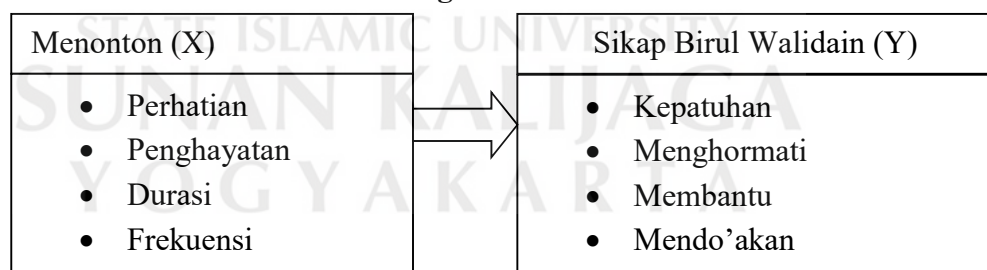 STATE ISLAMIC UNIVERSITY
SUNAN KALIJAGA
YOGYAKARTA
Menonton (X)
• Perhatian
• Penghayatan
• Durasi
• Frekuensi
Sikap Birul Walidain (Y)
• Kepatuhan
• Menghormati
• Membantu
• Mendo’akan